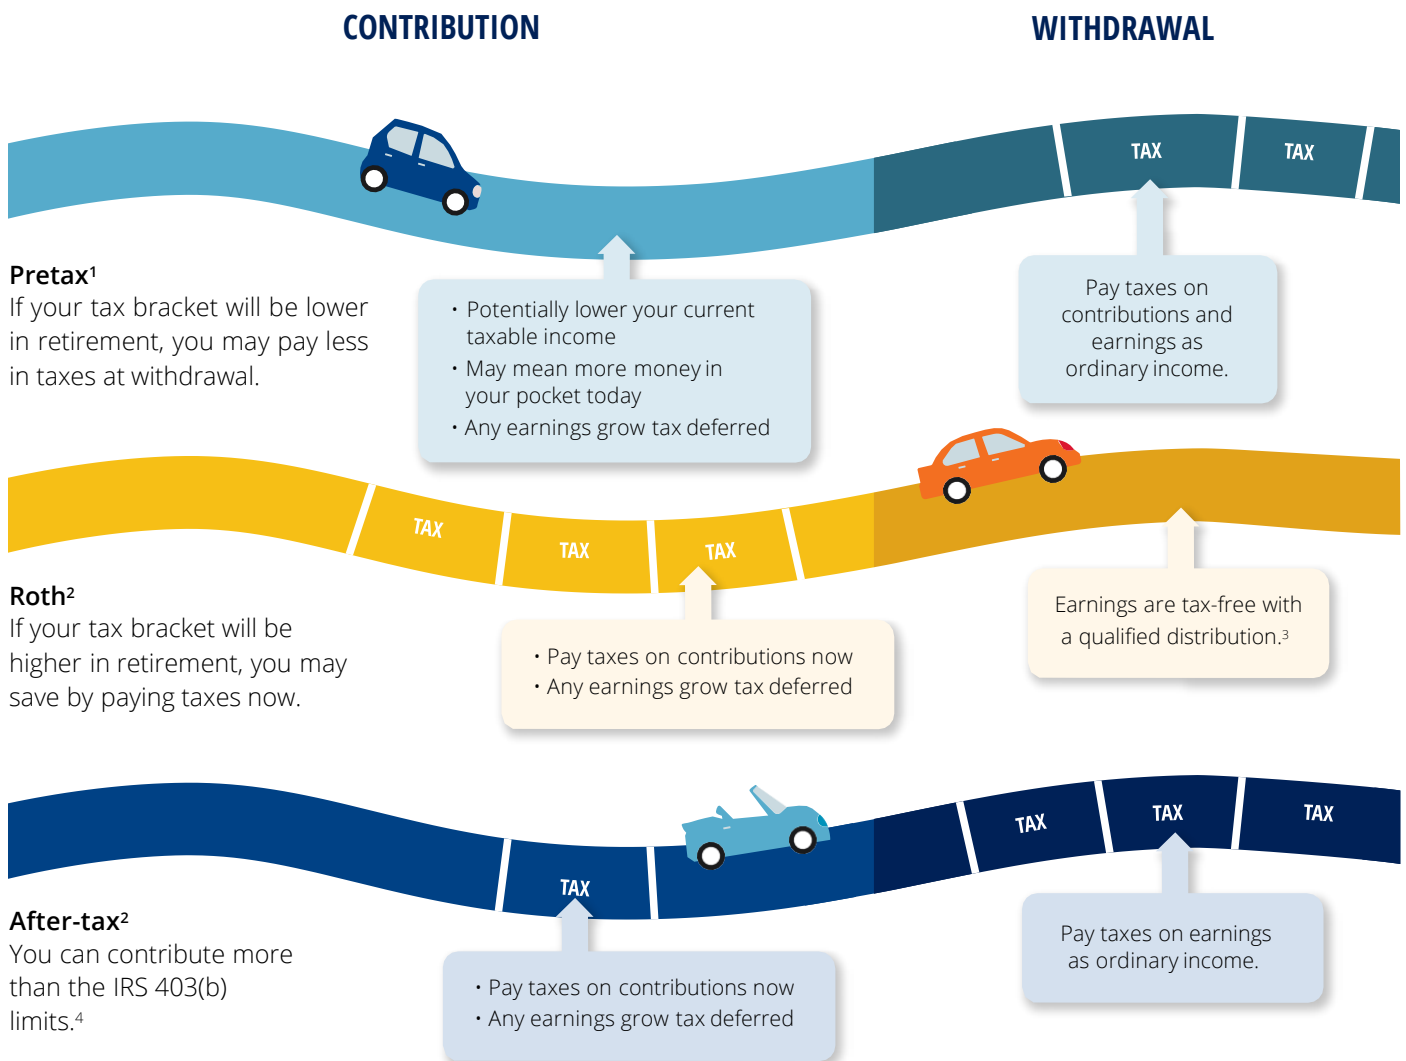 CONTRIBUTION
WITHDRAWAL
TAX
TAX
Pretax¹
If your tax bracket will be lower
in retirement, you may pay less
in taxes at withdrawal.
• Potentially lower your current
taxable income
• May mean more money in
your pocket today
• Any earnings grow tax deferred
Pay taxes on
contributions and
earnings as
ordinary income.
TAX
TAX
TAX
Roth²
If your tax bracket will be
higher in retirement, you may
save by paying taxes now.
• Pay taxes on contributions now
• Any earnings grow tax deferred
Earnings are tax-free with
a qualified distribution.³
TAX
TAX
TAX
TAX
After-tax²
You can contribute more
than the IRS 403(b)
limits.⁴
• Pay taxes on contributions now
• Any earnings grow tax deferred
Pay taxes on earnings
as ordinary income.